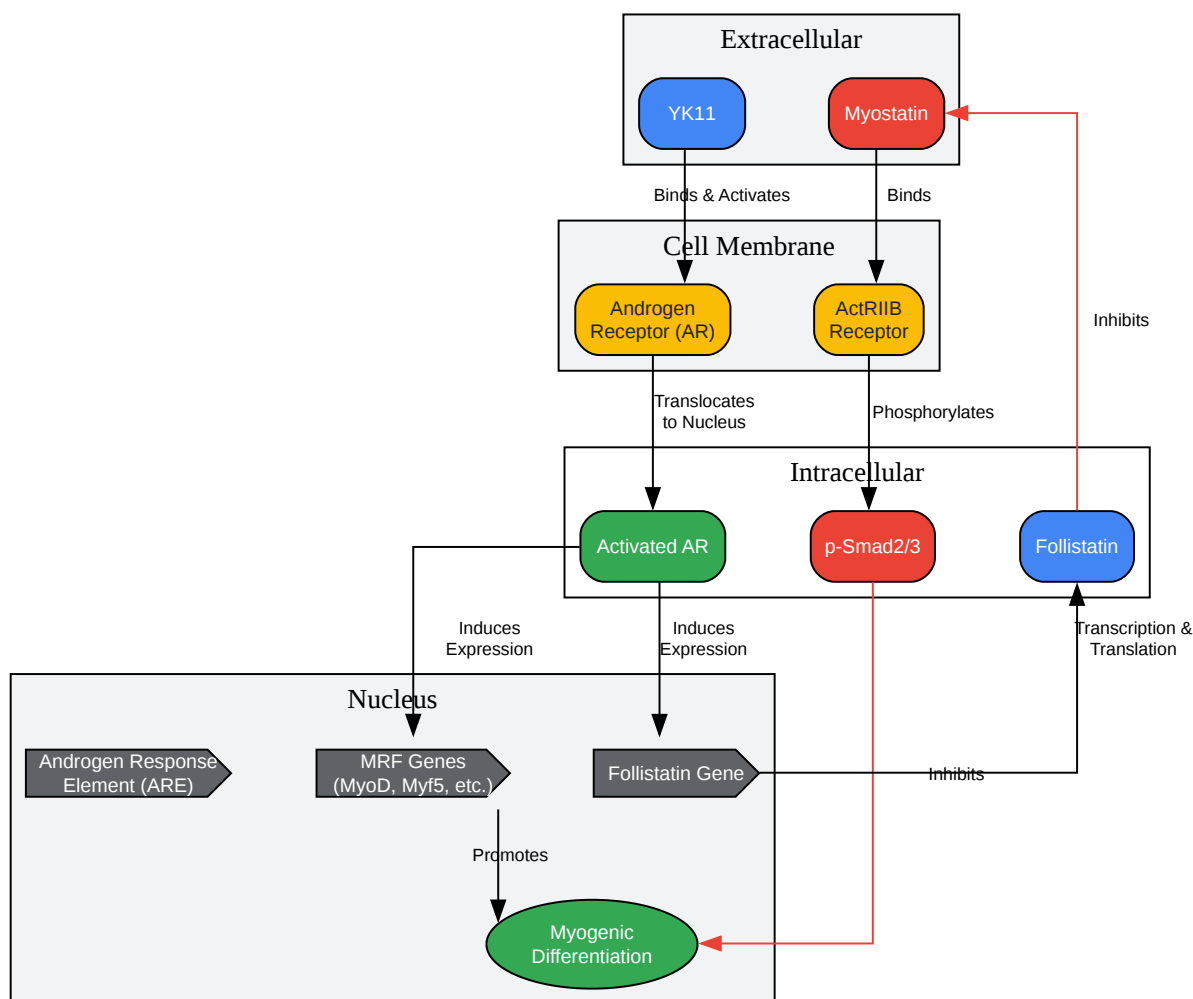 Extracellular
YK11
Myostatin
Binds & Activates
Binds
Cell Membrane
Androgen
Receptor (AR)
ActRIIB
Receptor
Inhibits
Translocates
to Nucleus
Phosphorylates
Intracellular
Activated AR
p-Smad2/3
Follistatin
Induces
Expression
Induces
Expression
Transcription &
Translation
Nucleus
Androgen Response
Element (ARE)
MRF Genes
(MyoD, Myf5, etc.)
Follistatin Gene
Inhibits
Promotes
Myogenic
Differentiation